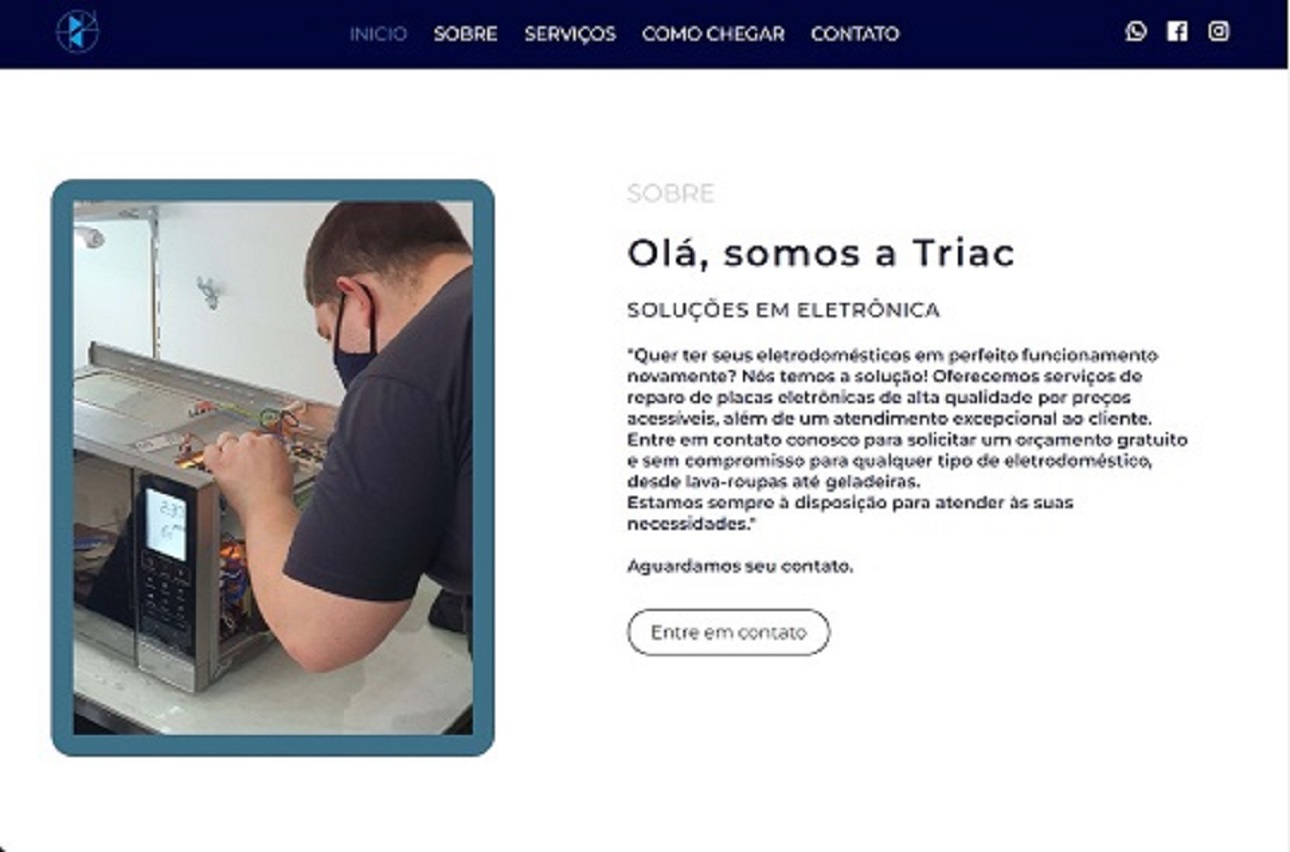 INICIO SOBRE SERVIÇOS COMO CHEGAR CONTATO
SOBRE
Olá, somos a Triac
SOLUÇÕES EM ELETRÔNICA
"Quer ter seus eletrodomésticos em perfeito funcionamento
novamente? Nós temos a solução! Oferecemos serviços de
reparo de placas eletrônicas de alta qualidade por preços
acessíveis, além de um atendimento excepcional ao cliente.
Entre em contato conosco para solicitar um orçamento gratuito
e sem compromisso para qualquer tipo de eletrodoméstico,
desde lava-roupas até geladeiras.
Estamos sempre à disposição para atender às suas
necessidades."
Aguardamos seu contato.
Entre em contato